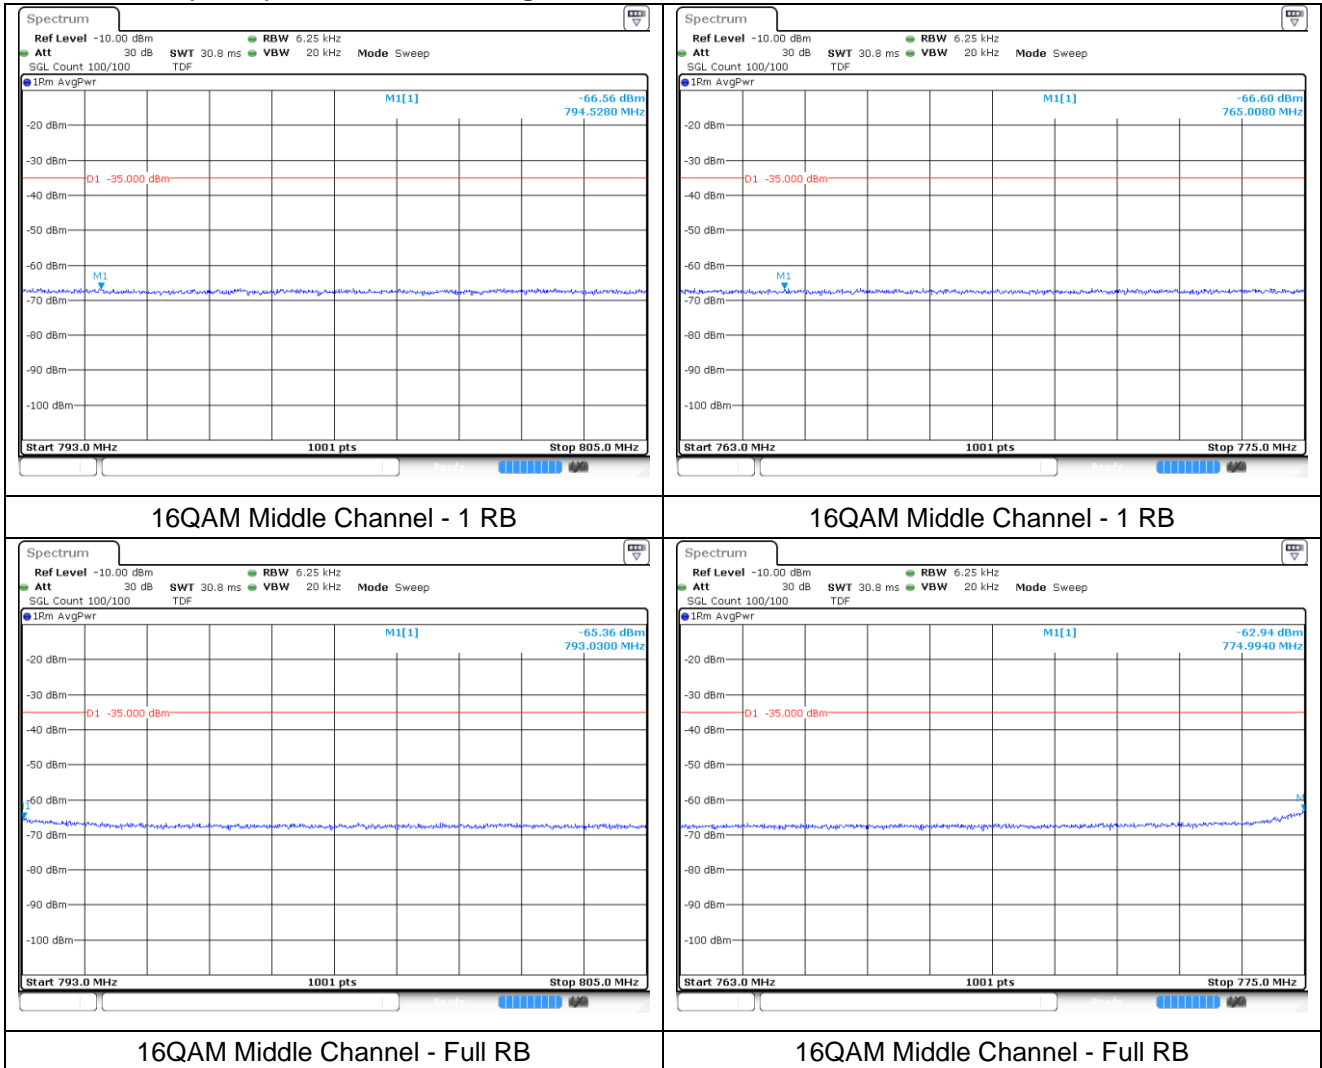 Spectrum
Ref Level -10.00 dBm RBW 6.25 kHz
Att 30 dB SWT 30.8 ms VBW 20 kHz Mode Sweep
SGL Count 100/100 TDF
1Rm AvgPwr
M1[1] -66.56 dBm
794.5280 MHz
-20 dBm
-30 dBm
D1 -35.000 dBm
-40 dBm
-50 dBm
-60 dBm
M1
-70 dBm
-80 dBm
-90 dBm
-100 dBm
Start 793.0 MHz 1001 pts Stop 805.0 MHz
Spectrum
Ref Level -10.00 dBm RBW 6.25 kHz
Att 30 dB SWT 30.8 ms VBW 20 kHz Mode Sweep
SGL Count 100/100 TDF
1Rm AvgPwr
M1[1] -66.60 dBm
765.0080 MHz
-20 dBm
-30 dBm
D1 -35.000 dBm
-40 dBm
-50 dBm
-60 dBm
M1
-70 dBm
-80 dBm
-90 dBm
-100 dBm
Start 763.0 MHz 1001 pts Stop 775.0 MHz
16QAM Middle Channel - 1 RB
16QAM Middle Channel - 1 RB
Spectrum
Ref Level -10.00 dBm RBW 6.25 kHz
Att 30 dB SWT 30.8 ms VBW 20 kHz Mode Sweep
SGL Count 100/100 TDF
1Rm AvgPwr
M1[1] -65.36 dBm
793.0300 MHz
-20 dBm
-30 dBm
D1 -35.000 dBm
-40 dBm
-50 dBm
-60 dBm
-70 dBm
-80 dBm
-90 dBm
-100 dBm
Start 793.0 MHz 1001 pts Stop 805.0 MHz
Spectrum
Ref Level -10.00 dBm RBW 6.25 kHz
Att 30 dB SWT 30.8 ms VBW 20 kHz Mode Sweep
SGL Count 100/100 TDF
1Rm AvgPwr
M1[1] -62.94 dBm
774.9940 MHz
-20 dBm
-30 dBm
D1 -35.000 dBm
-40 dBm
-50 dBm
-60 dBm
M
-70 dBm
-80 dBm
-90 dBm
-100 dBm
Start 763.0 MHz 1001 pts Stop 775.0 MHz
16QAM Middle Channel - Full RB
16QAM Middle Channel - Full RB